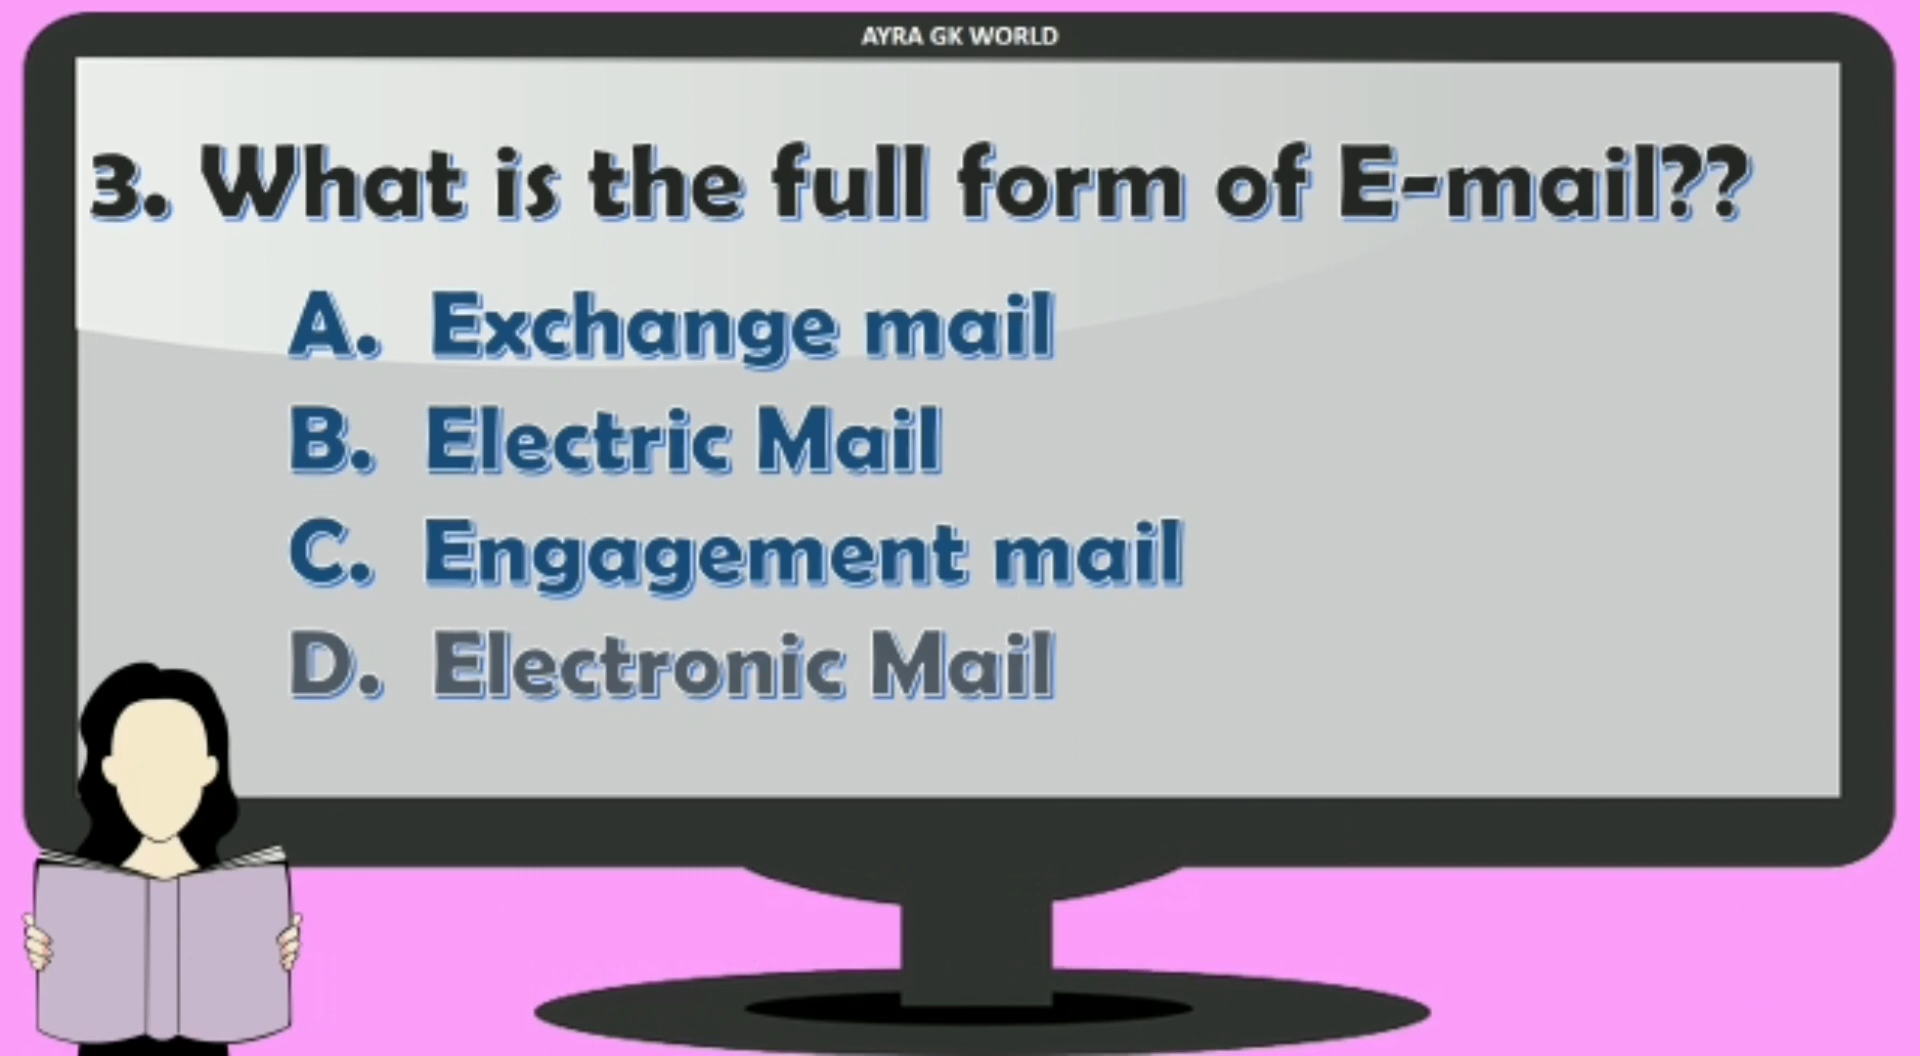 AYRA GK WORLD
3. What is the full form of E-mail??
A. Exchange mail
B. Electric Mail
C. Engagement mail
D. Electronic Mail